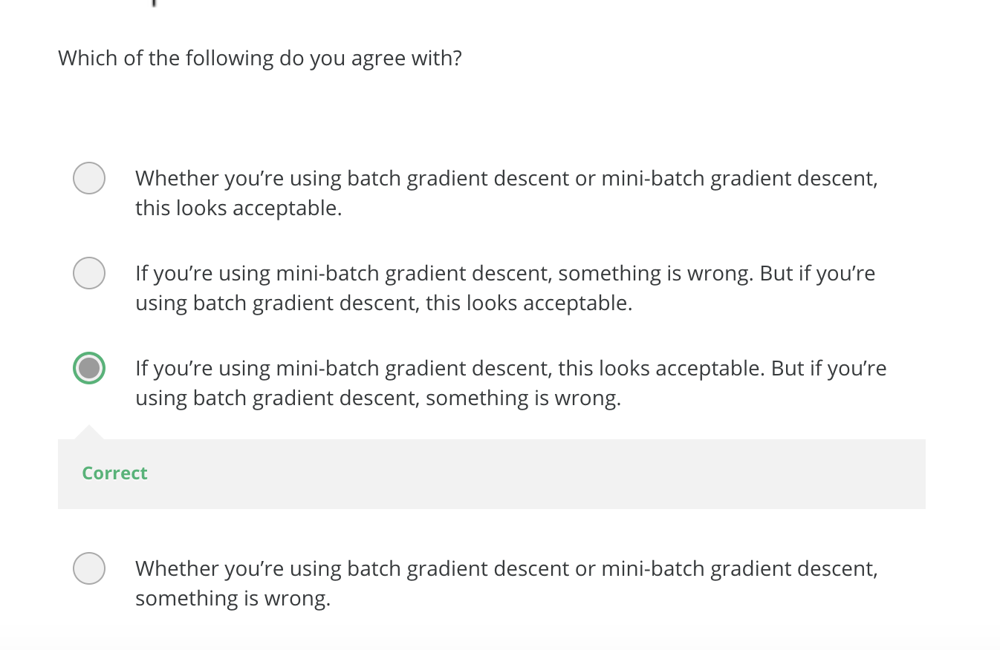 Which of the following do you agree with?
Whether you’re using batch gradient descent or mini-batch gradient descent,
this looks acceptable.
If you’re using mini-batch gradient descent, something is wrong. But if you’re
using batch gradient descent, this looks acceptable.
If you’re using mini-batch gradient descent, this looks acceptable. But if you’re
using batch gradient descent, something is wrong.
Correct
Whether you’re using batch gradient descent or mini-batch gradient descent,
something is wrong.